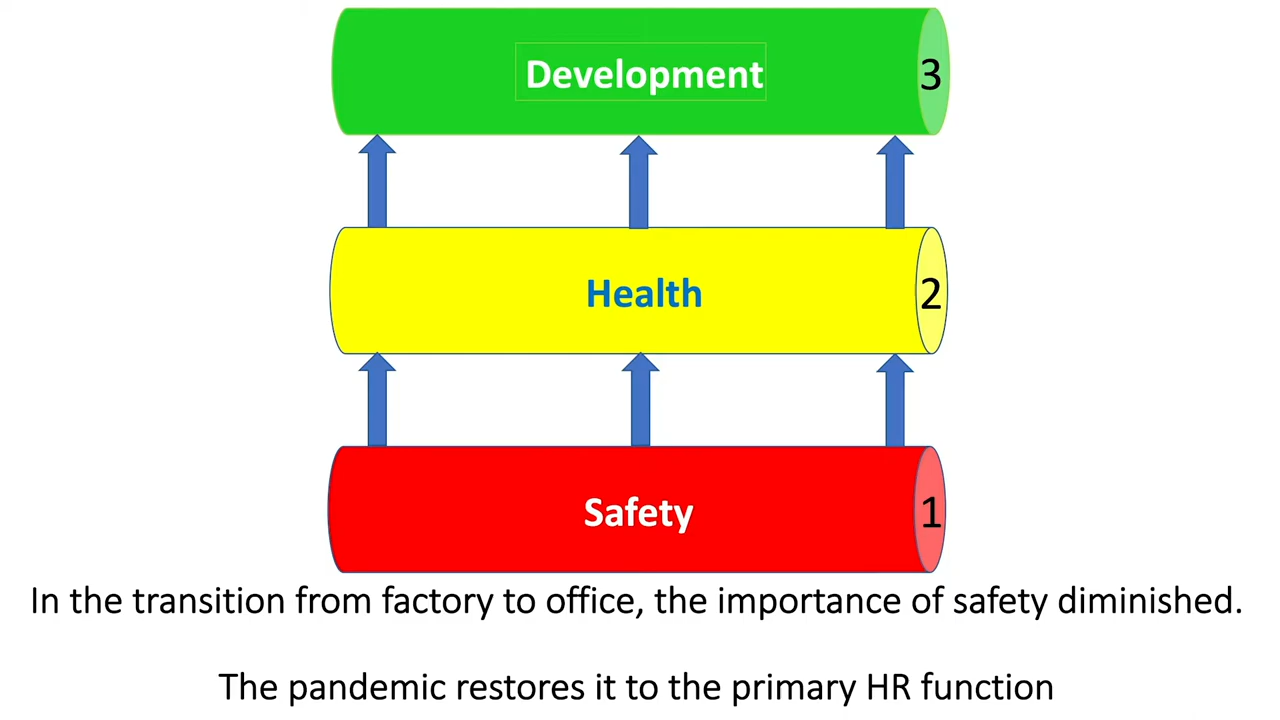 Development
3
Health
2
Safety
1
In the transition from factory to office, the importance of safety diminished.
The pandemic restores it to the primary HR function